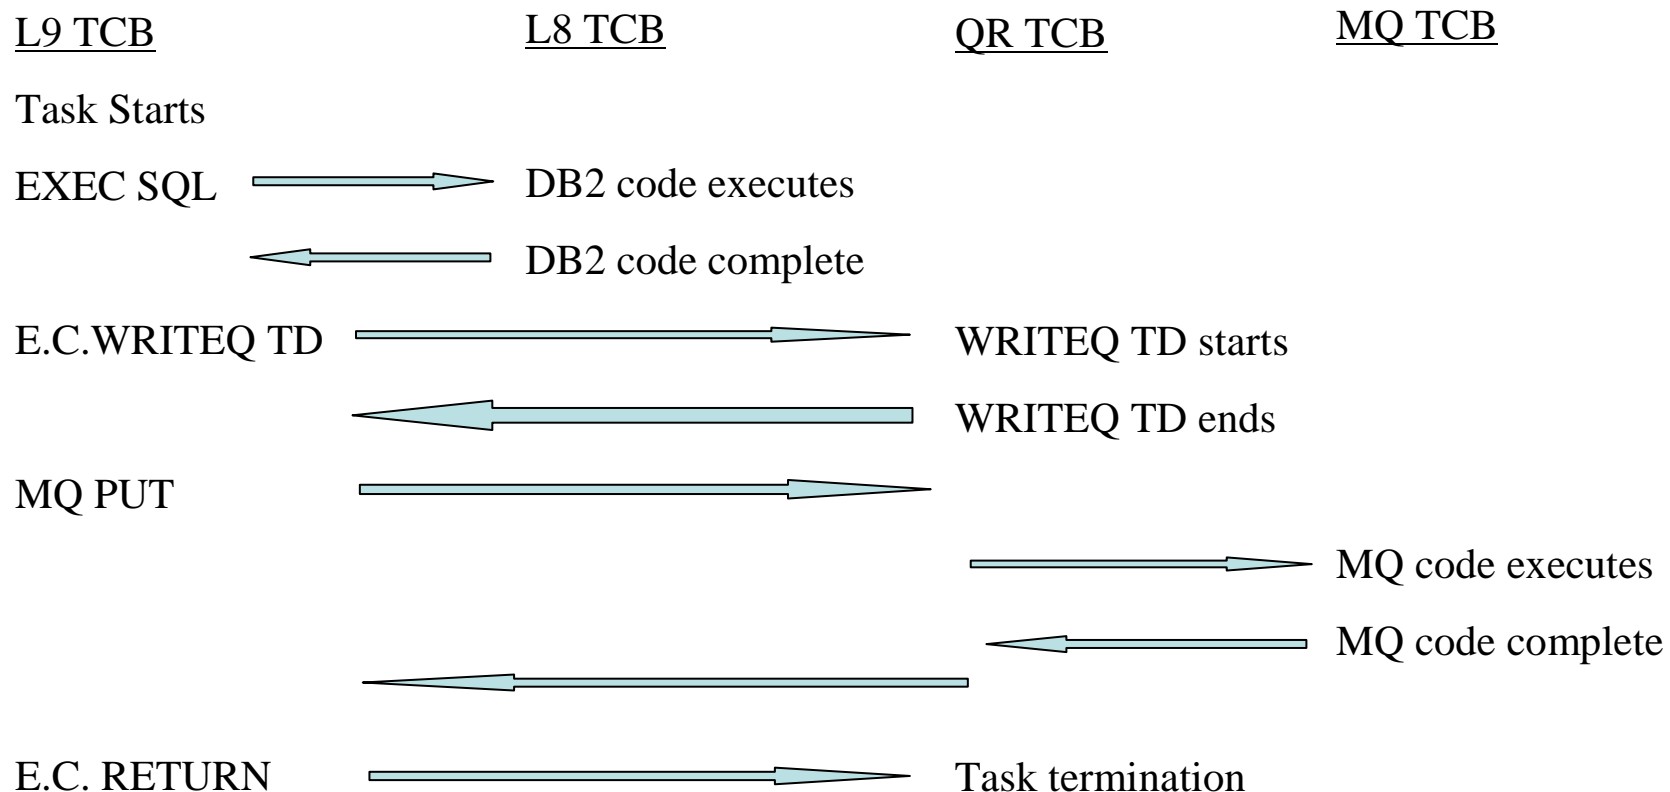 L9 TCB L8 TCB QR TCB MQ TCB
Task Starts
EXEC SQL DB2 code executes
DB2 code complete
E.C.WRITEQ TD WRITEQ TD starts
WRITEQ TD ends
MQ PUT
MQ code executes
MQ code complete
E.C. RETURN Task termination